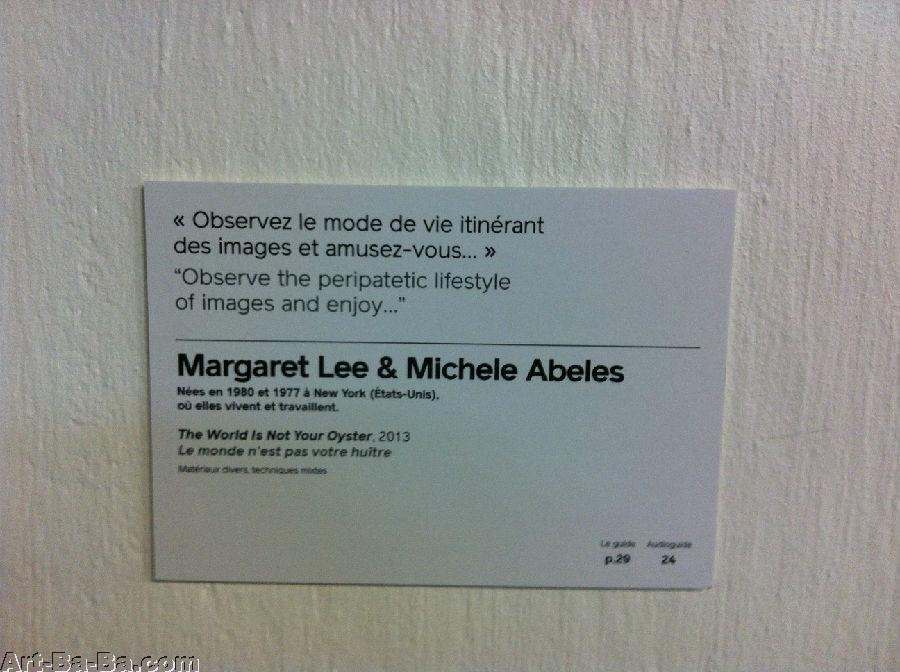 « Observez le mode de vie itinérant
des images et amusez-vous... »
“Observe the peripatetic lifestyle
of images and enjoy...”
Margaret Lee & Michele Abeles
Nées en 1980 et 1977 à New York (États-Unis),
où elles vivent et travaillent.
The World Is Not Your Oyster, 2013
Le monde n'est pas votre huître
Matériaux divers, techniques mixtes
Le guide Audioguide
p.29 24
Art-Ba-Ba.com